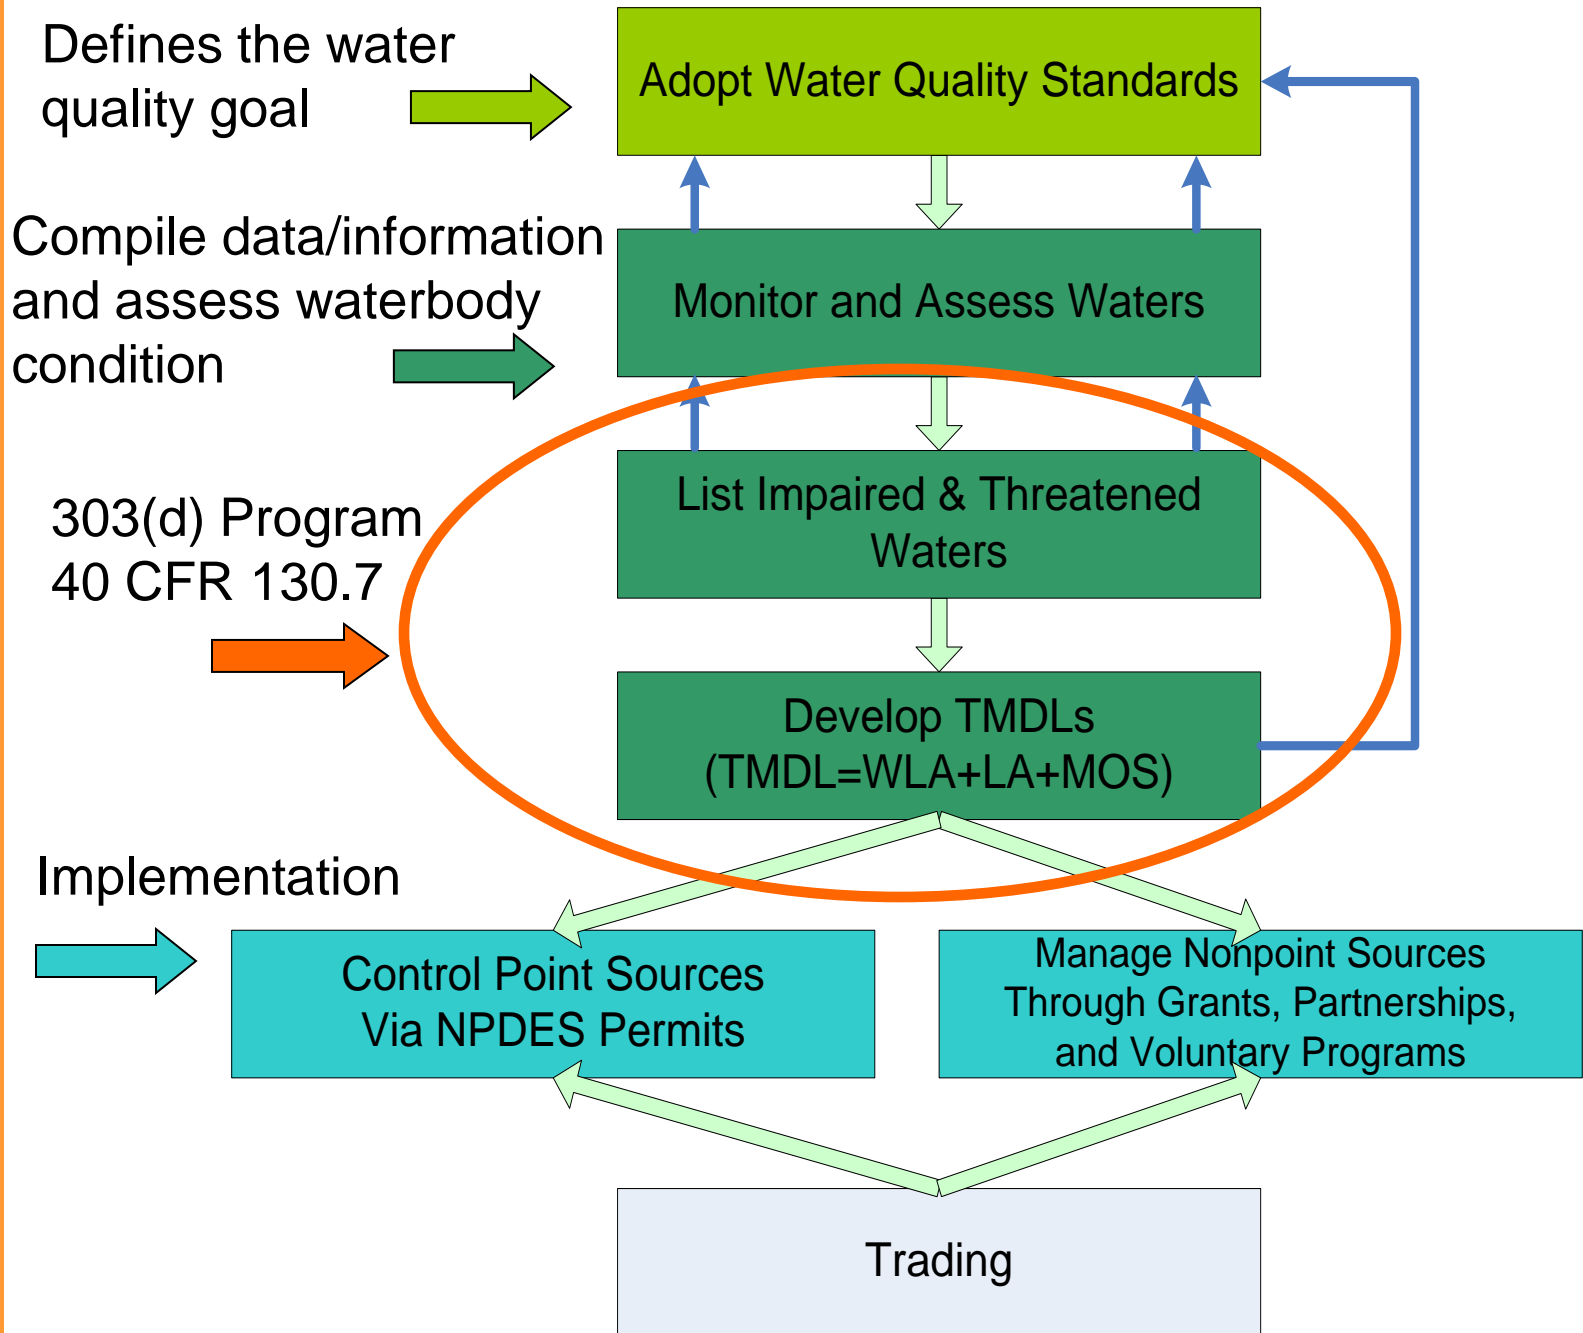 Defines the water
quality goal
Adopt Water Quality Standards
Compile data/information
and assess waterbody
condition
Monitor and Assess Waters
303(d) Program
40 CFR 130.7
List Impaired & Threatened
Waters
Develop TMDLs
(TMDL=WLA+LA+MOS)
Implementation
Control Point Sources
Via NPDES Permits
Manage Nonpoint Sources
Through Grants, Partnerships,
and Voluntary Programs
Trading